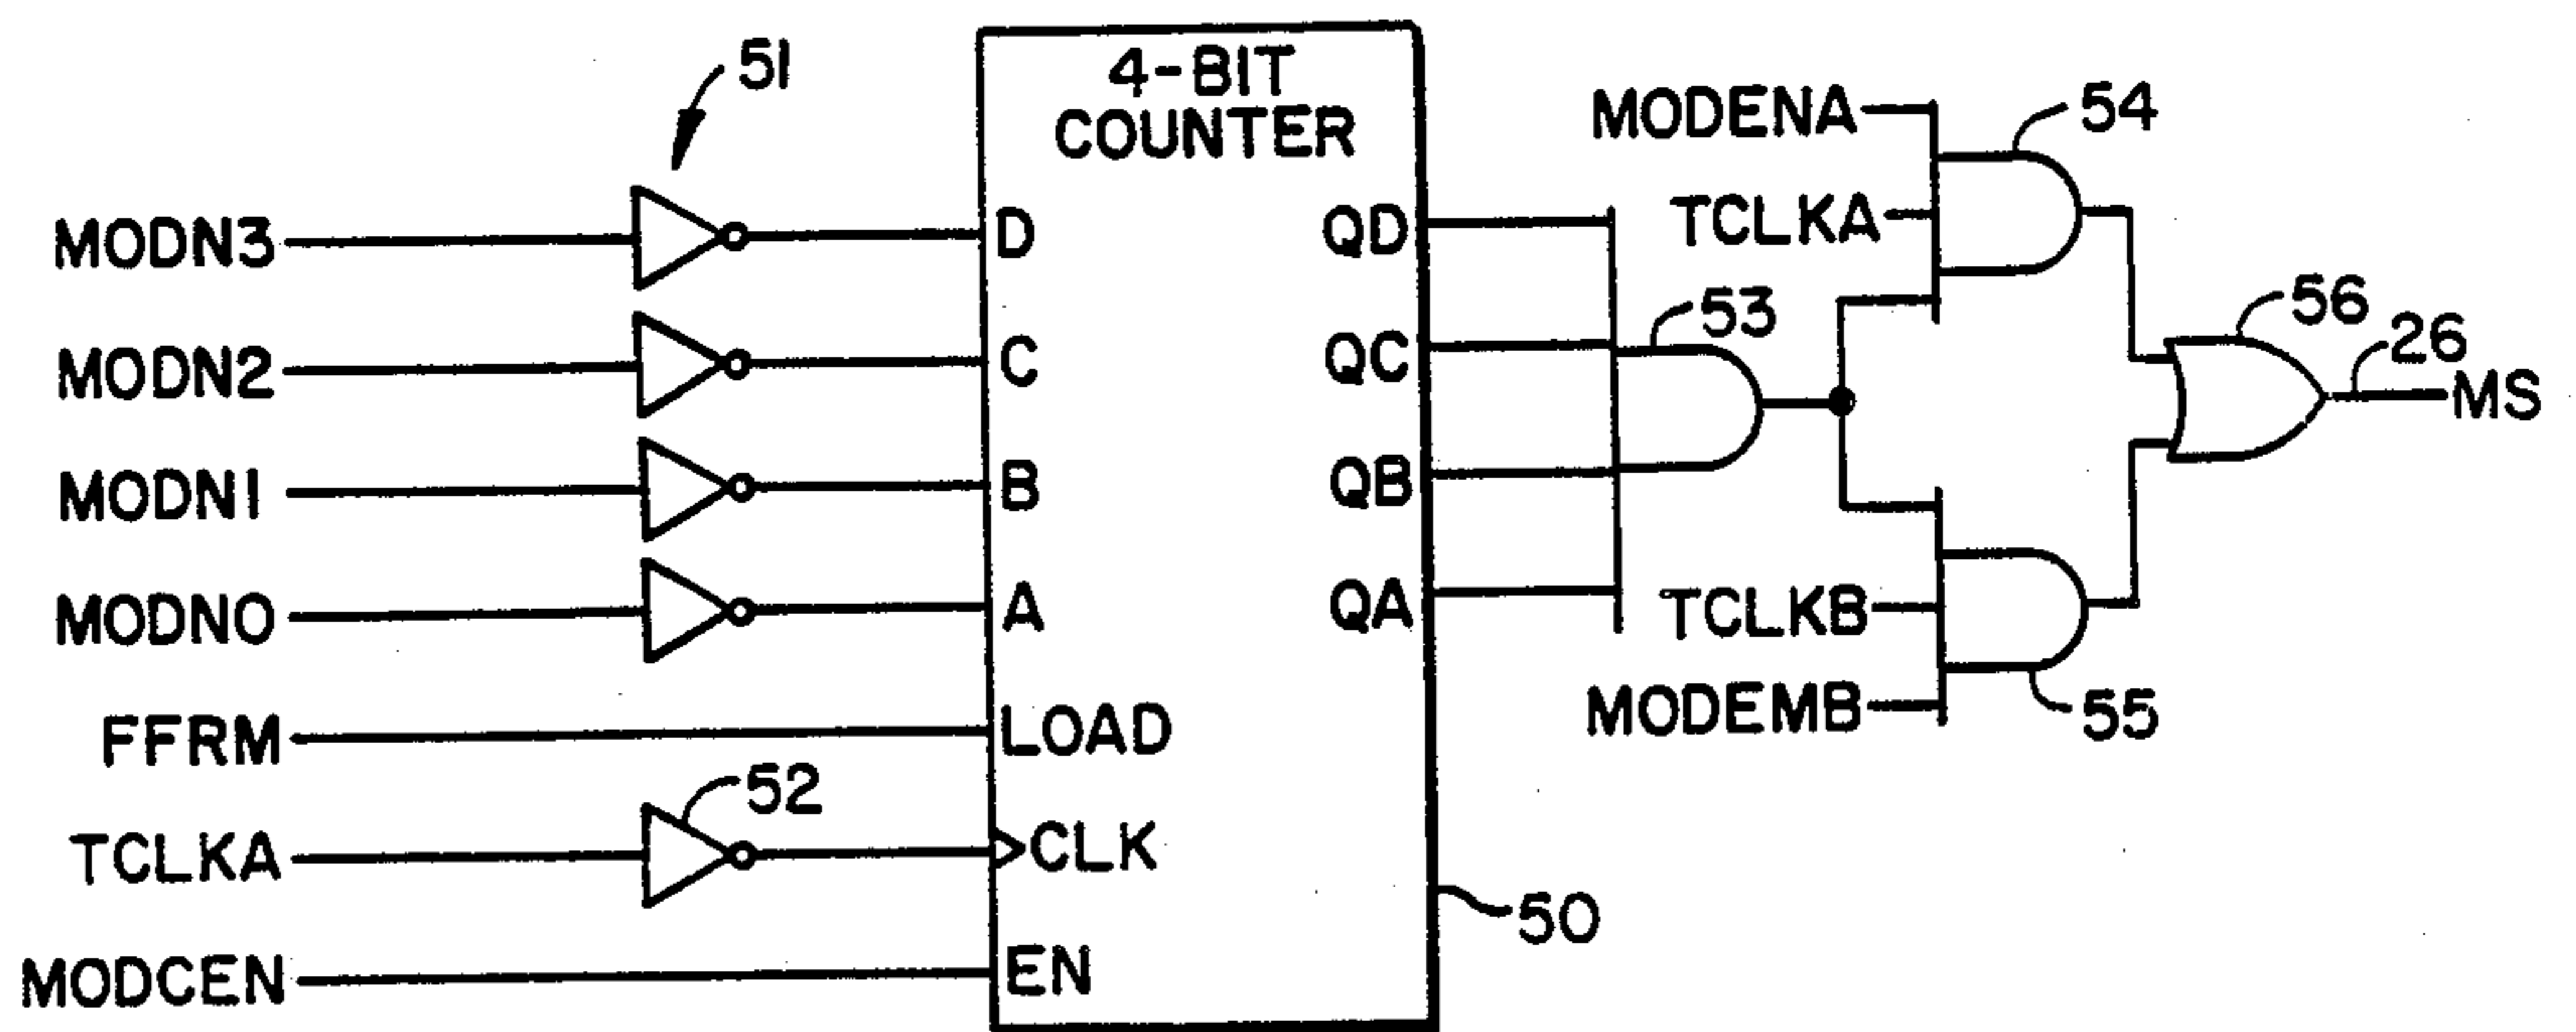 51
4-BIT
COUNTER
MODN3
MODN2
MODN1
MODN0
FFRM
TCLKA
MODCEN
52
D
C
B
A
LOAD
CLK
EN
QD
QC
QB
QA
50
53
MODENA
TCLKA
54
TCLKB
MODEMB
55
56
26
MS